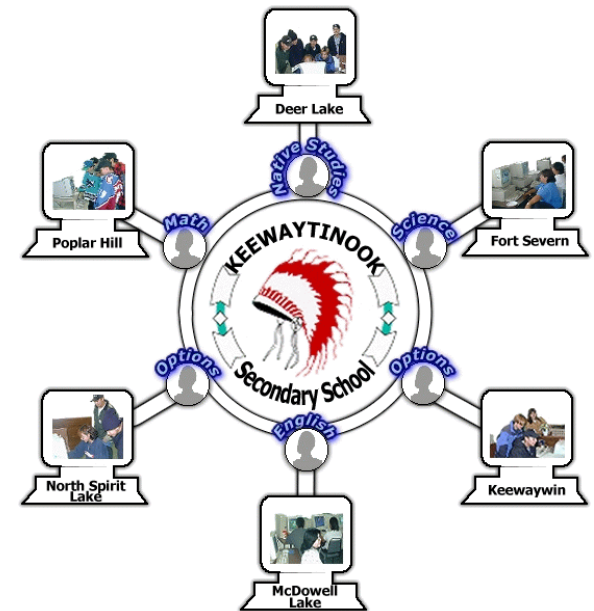 Deer Lake
Native Studies
Poplar Hill
Math
Science
Fort Severn
KEEWAYTINOOK
Secondary School
Options
Options
North Spirit
Lake
English
Keewaywin
McDowell
Lake